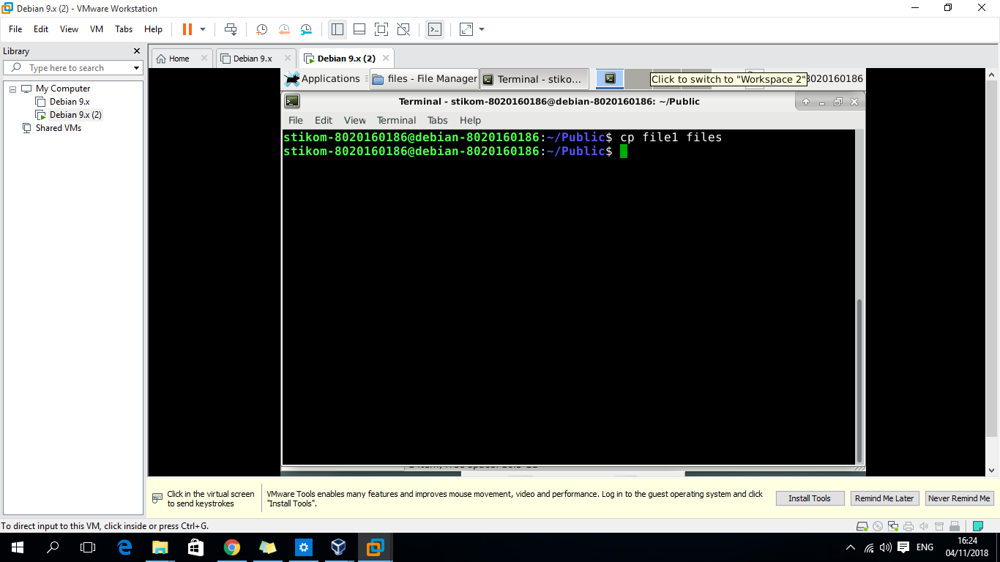 Debian 9.x (2) - VMware Workstation
File Edit View VM Tabs Help
Library
Type here to search
My Computer
Debian 9.x
Debian 9.x (2)
Shared VMs
Home
Debian 9.x
Debian 9.x (2)
Applications
files - File Manager
Terminal - stiko...
Click to switch to "Workspace 2"
8020160186
Terminal - stikom-8020160186@debian-8020160186: ~/Public
File Edit View Terminal Tabs Help
stikom-8020160186@debian-8020160186:~/Public$ cp file1 files
stikom-8020160186@debian-8020160186:~/Public$
Click in the virtual screen
to send keystrokes
VMware Tools enables many features and improves mouse movement, video and performance. Log in to the guest operating system and click
"Install Tools".
Install Tools
Remind Me Later
Never Remind Me
To direct input to this VM, click inside or press Ctrl+G.
ENG
16:24
04/11/2018